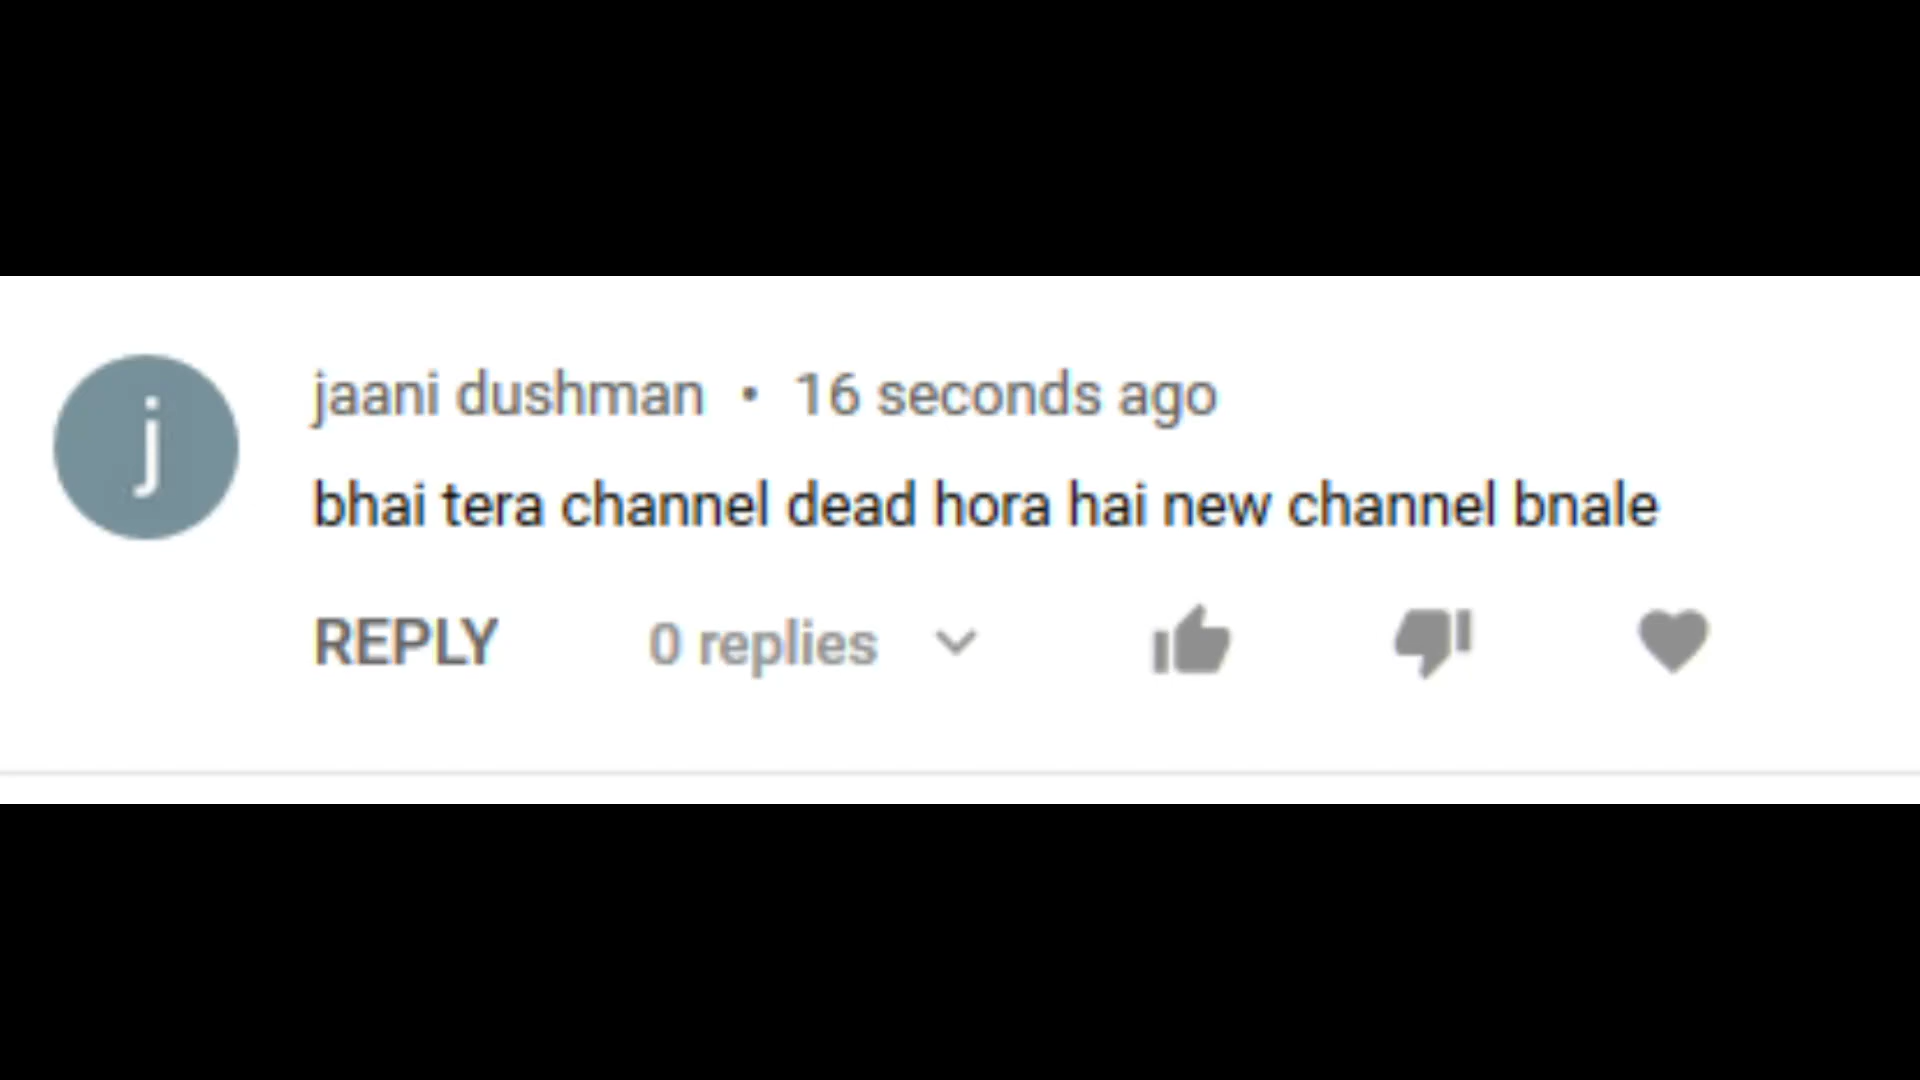 j
jaani dushman • 16 seconds ago
bhai tera channel dead hora hai new channel bnale
REPLY 0 replies